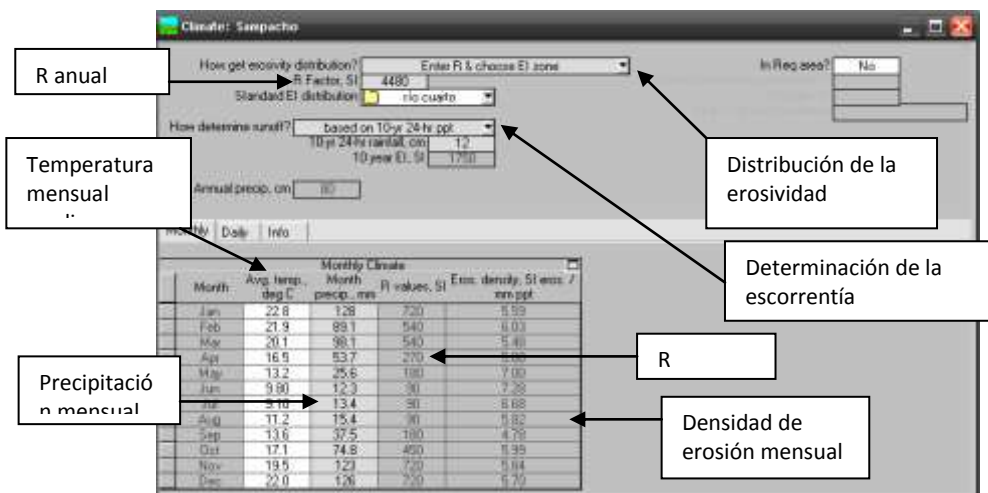 Climate: Sampacho
How get erosivity distribution? Enter R & choose EI zone
In Req area? No
R anual
R Factor, SI 4480
Standard EI distribution río cuarto
How determine runoff? based on 10-yr 24-hr ppt
10 yr 24-hr rainfall, cm 12
10 year EI, SI 1750
Distribución de la
erosividad
Temperatura
mensual
Annual precip, cm 80
Monthly Daily Info
Determinación de la
escorrentía
Monthly Climate
Month Avg. temp., deg C Month precip., mm R values, SI Eros. density, SI eros. / mm ppt
Jan 22.8 128 720 5.59
Feb 21.9 89.1 540 6.03
Mar 20.1 98.1 540 5.48
Apr 16.5 53.7 270
May 13.2 25.6 180 7.00
Jun 9.80 12.3 90 7.28
Jul 9.10 13.4 90 6.68
Aug 11.2 15.4 90 5.82
Sep 13.6 37.5 180 4.78
Oct 17.1 74.8 450 5.99
Nov 19.5 123 720 5.84
Dec 22.0 126 720 5.70
R
Precipitació
n mensual
Densidad de
erosión mensual